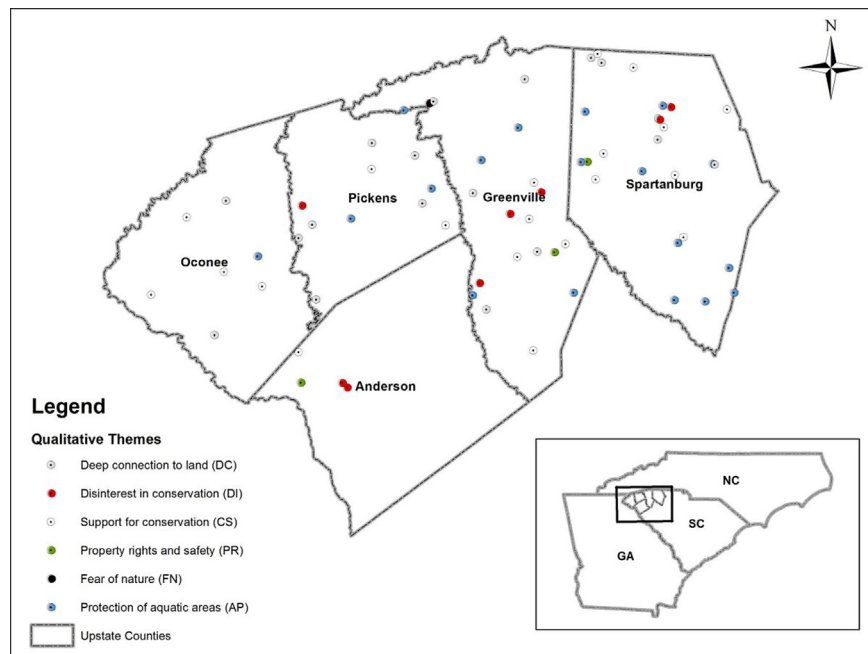 N
Pickens
Greenville
Spartanburg
Oconee
Anderson
Legend
Qualitative Themes
Deep connection to land (DC)
Disinterest in conservation (DI)
Support for conservation (CS)
Property rights and safety (PR)
Fear of nature (FN)
Protection of aquatic areas (AP)
Upstate Counties
NC
SC
GA